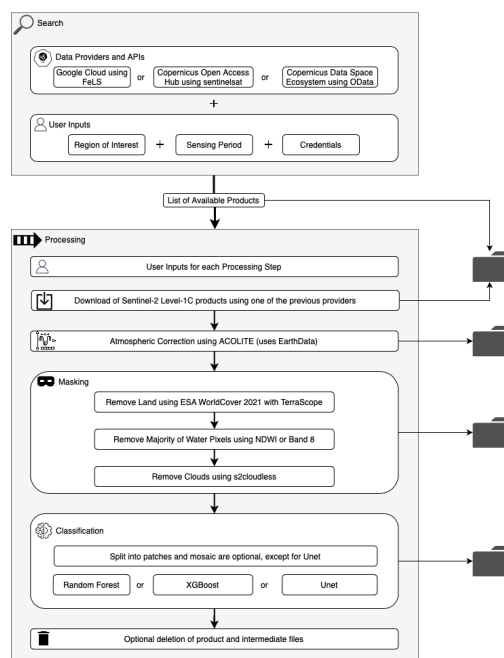 Search
Data Providers and APIs
Google Cloud using
FeLS
or
Copernicus Open Access
Hub using sentinelsat
or
Copernicus Data Space
Ecosystem using OData
+
User Inputs
Region of Interest
+
Sensing Period
+
Credentials
List of Available Products
Processing
User Inputs for each Processing Step
Download of Sentinel-2 Level-1C products using one of the previous providers
Atmospheric Correction using ACOLITE (uses EarthData)
Masking
Remove Land using ESA WorldCover 2021 with TerraScope
Remove Majority of Water Pixels using NDWI or Band 8
Remove Clouds using s2cloudless
Classification
Split into patches and mosaic are optional, except for Unet
Random Forest
or
XGBoost
or
Unet
Optional deletion of product and intermediate files